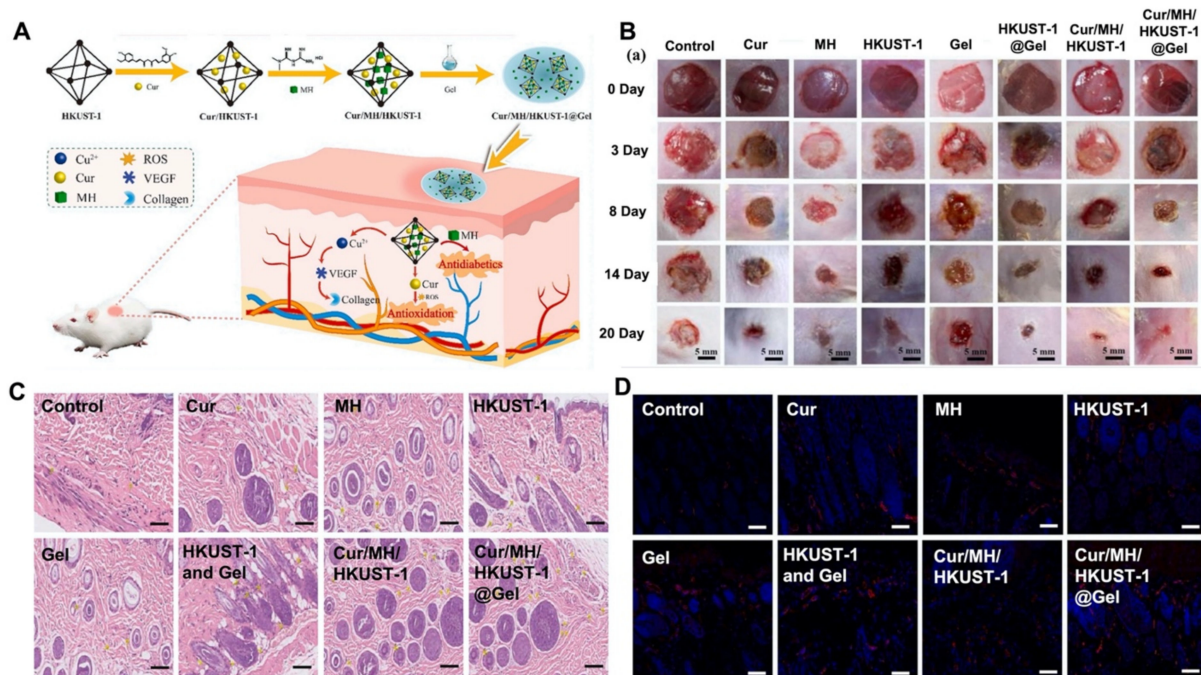 A
HKUST-1
Cur
Cur/HKUST-1
MH
Cur/MH/HKUST-1
Gel
Cur/MH/HKUST-1@Gel
Cu²⁺
ROS
Cur
VEGF
MH
Collagen
Cu²⁺
MH
VEGF
Antidiabetics
Cur
ROS
Collagen
Antioxidation
B
(a)
Control
Cur
MH
HKUST-1
Gel
HKUST-1
@Gel
Cur/MH/
HKUST-1
Cur/MH/
HKUST-1
@Gel
0 Day
3 Day
8 Day
14 Day
20 Day
5 mm
5 mm
5 mm
5 mm
5 mm
5 mm
5 mm
5 mm
C
Control
Cur
MH
HKUST-1
Gel
HKUST-1
and Gel
Cur/MH/
HKUST-1
Cur/MH/
HKUST-1
@Gel
D
Control
Cur
MH
HKUST-1
Gel
HKUST-1
and Gel
Cur/MH/
HKUST-1
Cur/MH/
HKUST-1
@Gel